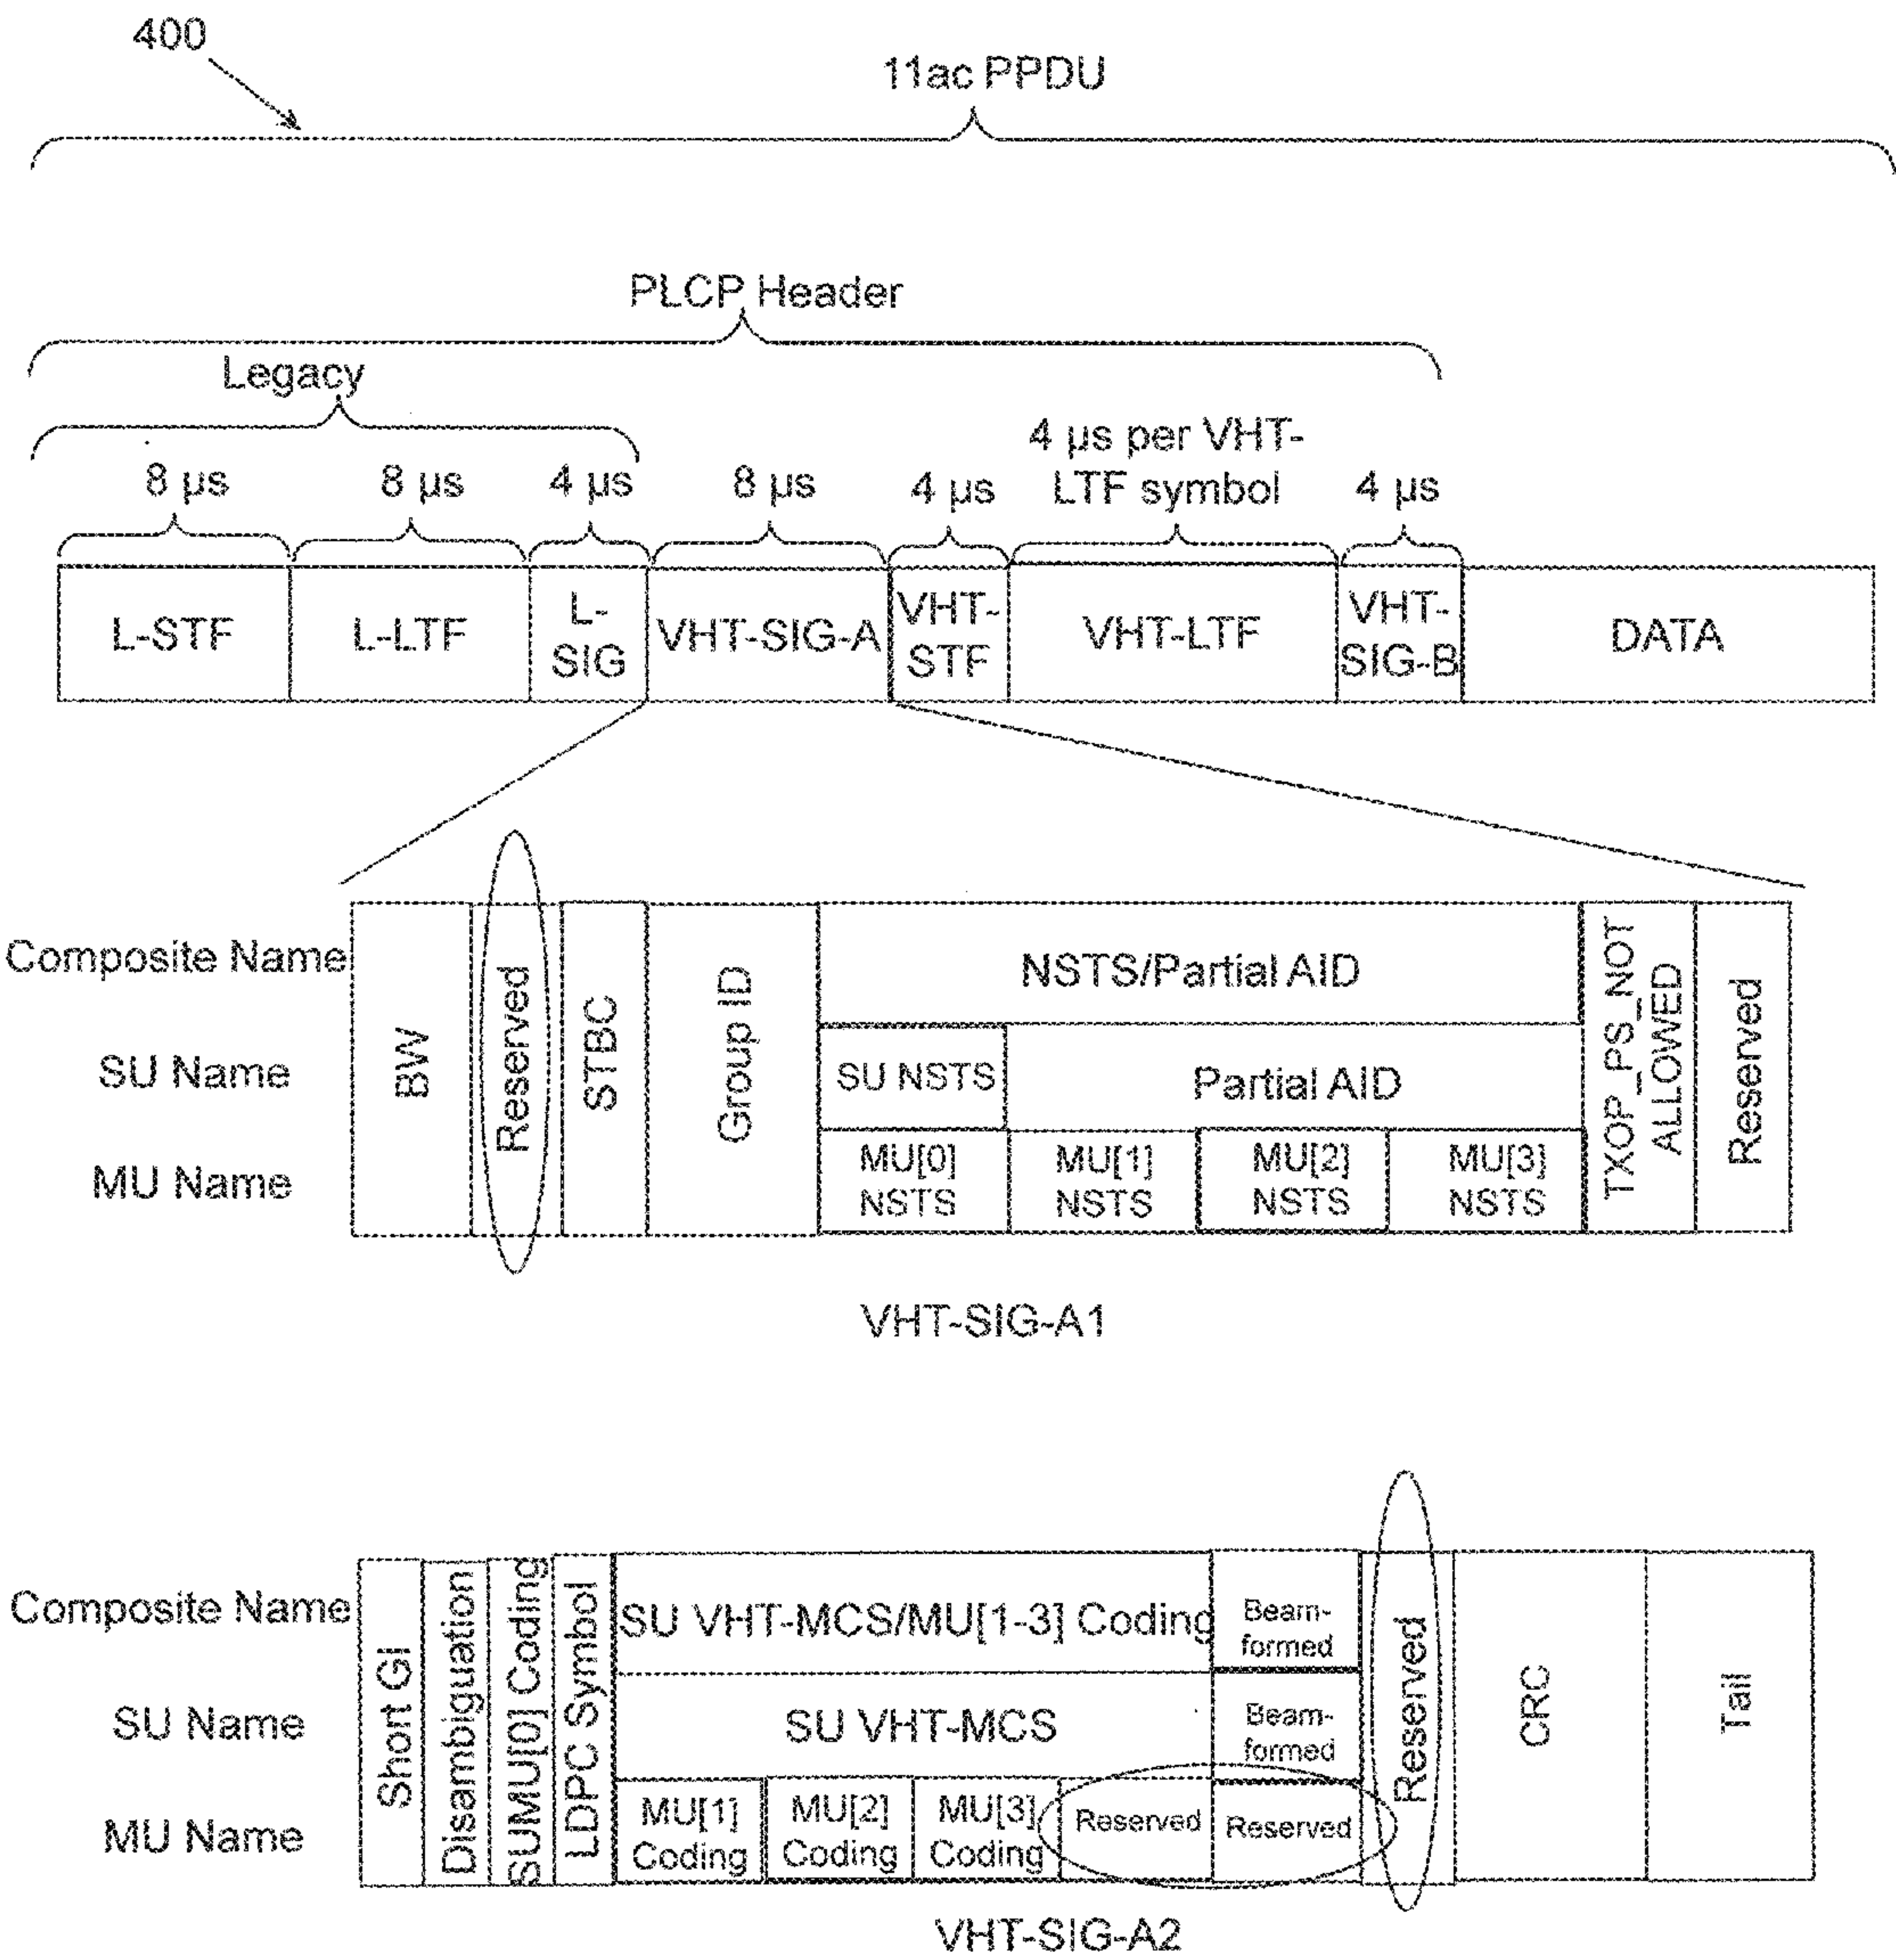 400
11ac PPDU
PLCP Header
Legacy
8 µs
8 µs
4 µs
8 µs
4 µs
4 µs per VHT-
LTF symbol
4 µs
L-STF
L-LTF
L-
SIG
VHT-SIG-A
VHT-
STF
VHT-LTF
VHT-
SIG-B
DATA
Composite Name
SU Name
MU Name
BW
Reserved
STBC
Group ID
NSTS/Partial AID
SU NSTS
Partial AID
MU[0]
NSTS
MU[1]
NSTS
MU[2]
NSTS
MU[3]
NSTS
TXOP_PS_NOT
ALLOWED
Reserved
VHT-SIG-A1
Composite Name
SU Name
MU Name
Short GI
Disambiguation
SUMU[0] Coding
LDPC Symbol
SU VHT-MCS/MU[1-3] Coding
SU VHT-MCS
MU[1]
Coding
MU[2]
Coding
MU[3]
Coding
Reserved
Beam-
formed
Beam-
formed
Reserved
Reserved
CRC
Tail
VHT-SIG-A2